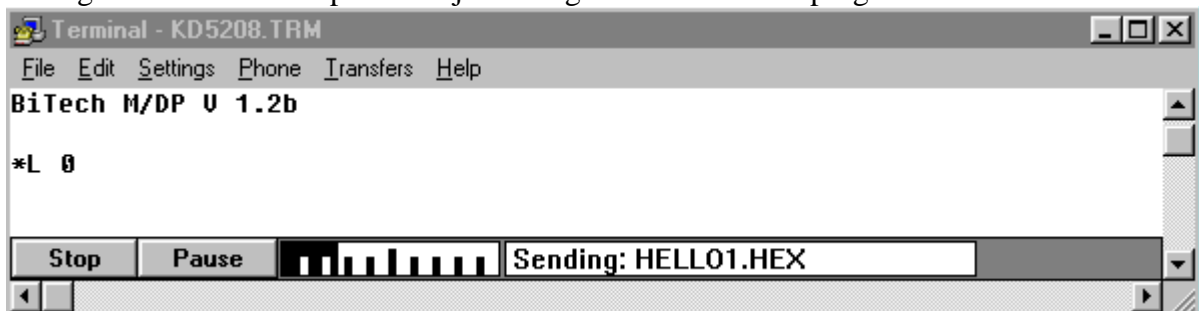 Terminal - KD5208.TRM
File Edit Settings Phone Transfers Help
BiTech M/DP V 1.2b
*L 0
Stop Pause Sending: HELLO1.HEX